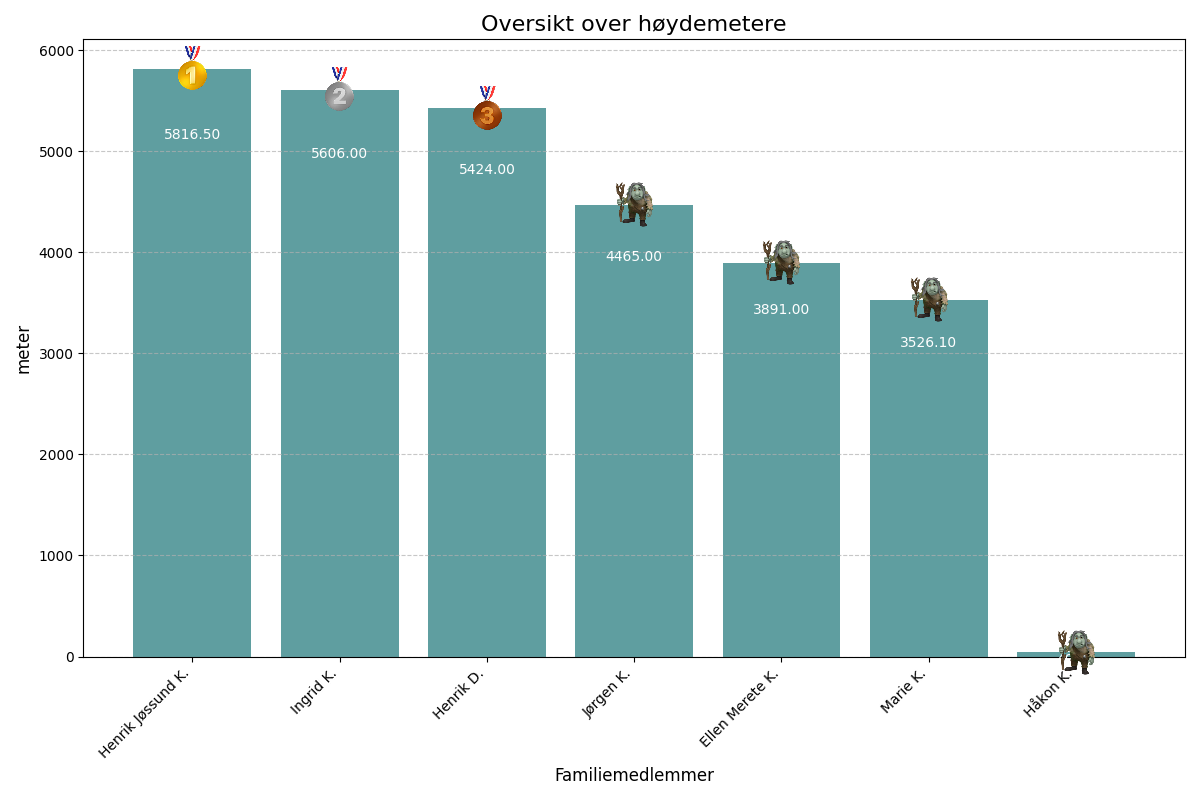 Oversikt over høydemetere
meter
6000
5000
4000
3000
2000
1000
0
1
2
3
5816.50
5606.00
5424.00
4465.00
3891.00
3526.10
Henrik Jøssund K.
Ingrid K.
Henrik D.
Jørgen K.
Ellen Merete K.
Marie K.
Håkon K.
Familiemedlemmer